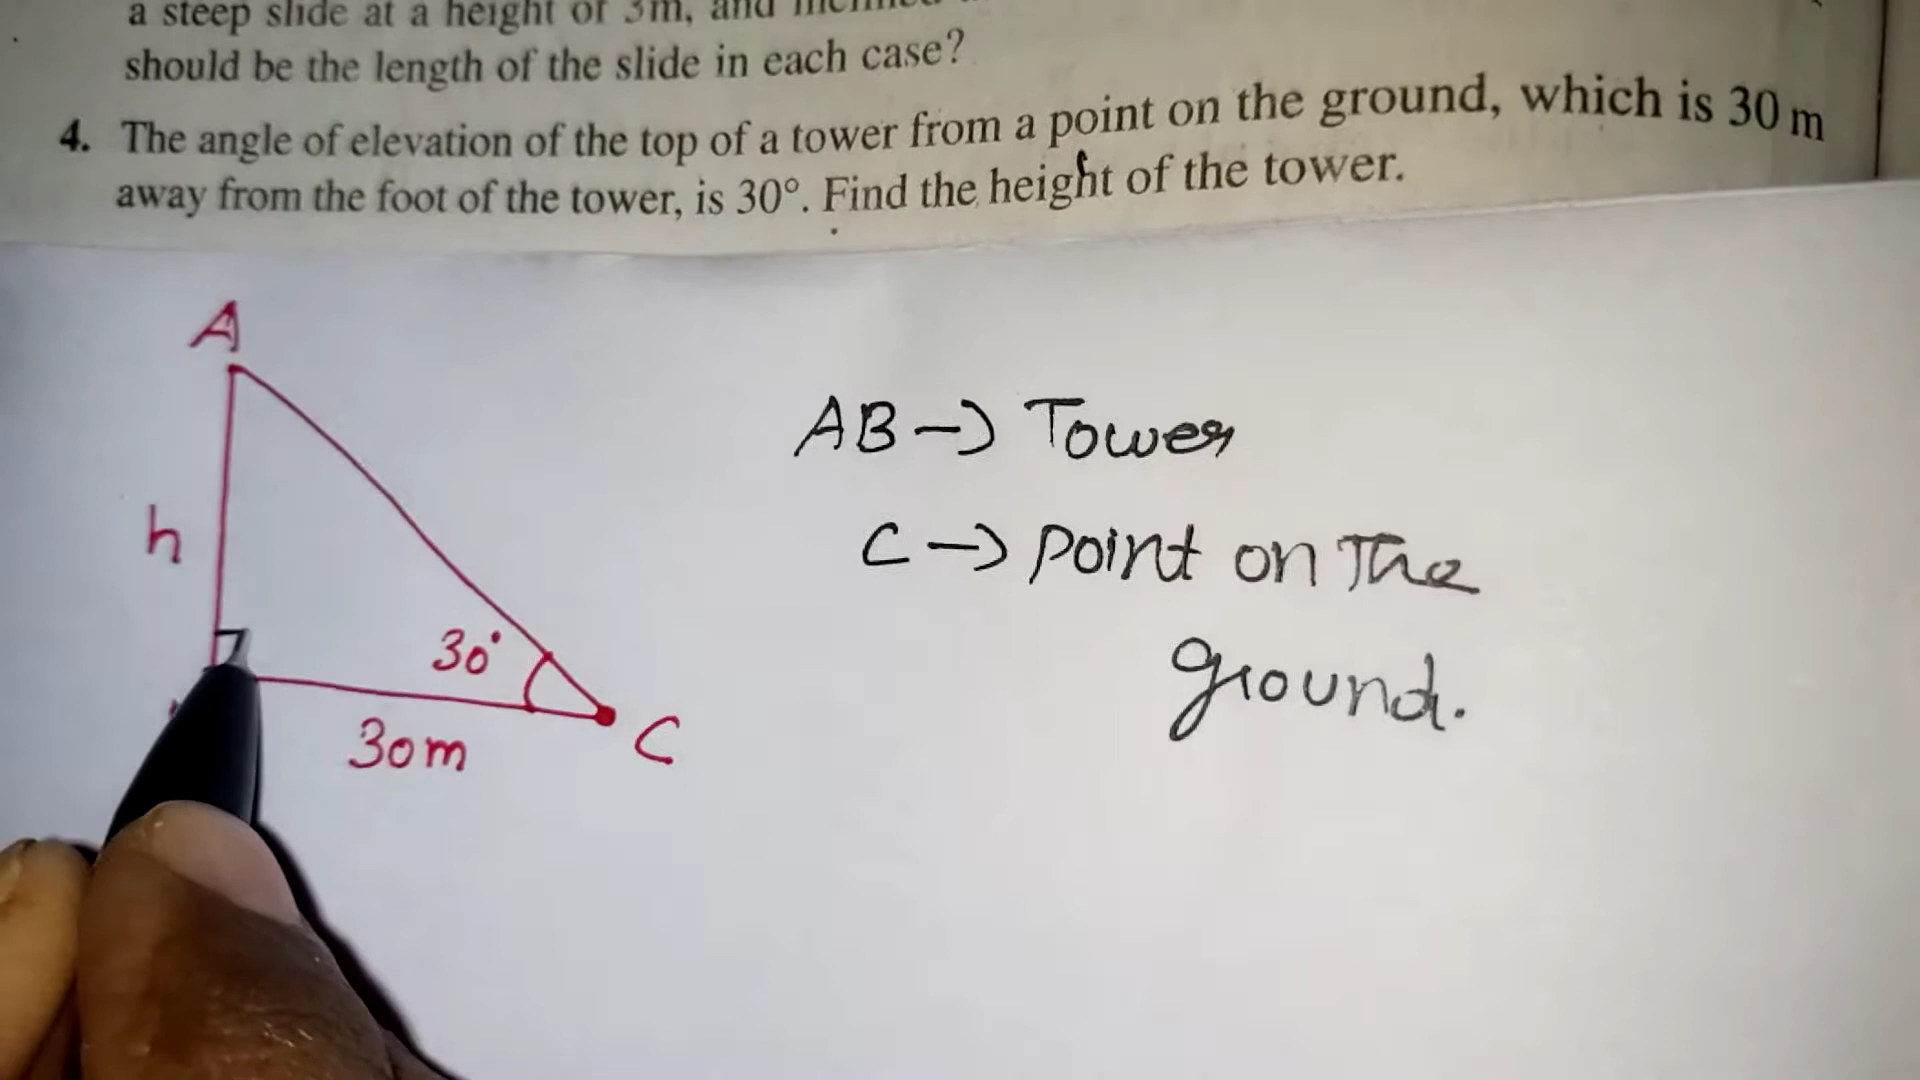 a steep slide at a height of 3m, and
should be the length of the slide in each case?
4. The angle of elevation of the top of a tower from a point on the ground, which is 30 m
away from the foot of the tower, is 30°. Find the height of the tower.
A
AB → Tower
h
C → point on The
30°
ground.
30m
C